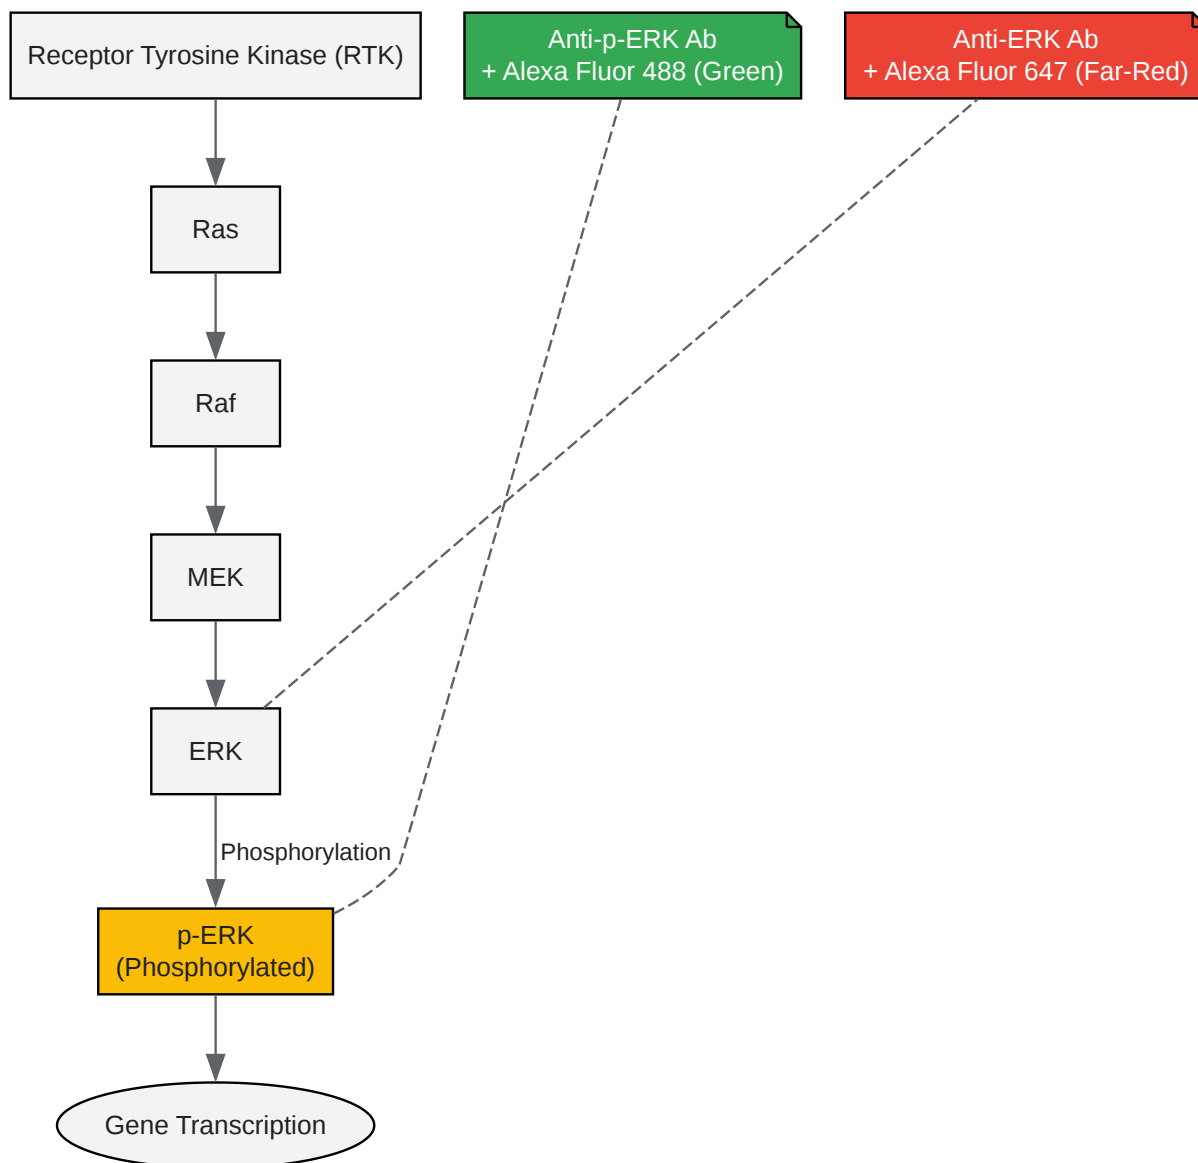 Receptor Tyrosine Kinase (RTK)
Anti-p-ERK Ab
+ Alexa Fluor 488 (Green)
Anti-ERK Ab
+ Alexa Fluor 647 (Far-Red)
Ras
Raf
MEK
ERK
Phosphorylation
p-ERK
(Phosphorylated)
Gene Transcription